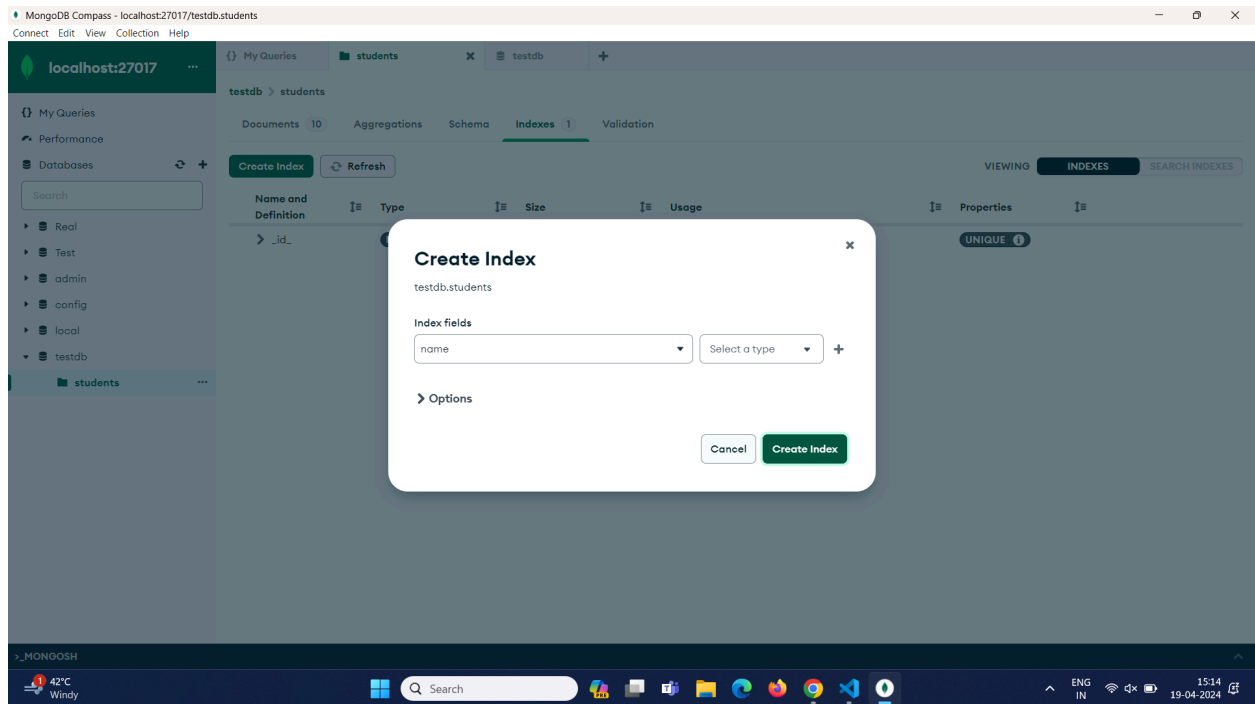 MongoDB Compass - localhost:27017/testdb.students
Connect Edit View Collection Help
localhost:27017 ...
{} My Queries
students
testdb
testdb > students
My Queries
Performance
Databases
Search
Real
Test
admin
config
local
testdb
students ...
Documents 10 Aggregations Schema Indexes 1 Validation
Create Index Refresh VIEWING INDEXES SEARCH INDEXES
Name and Definition Type Size Usage Properties
_id_ UNIQUE
Create Index
testdb.students
Index fields
name Select a type
Options
Cancel Create Index
>_MONGOSH
1 42°C
Windy
Search
PRE
ENG
IN
15:14
19-04-2024